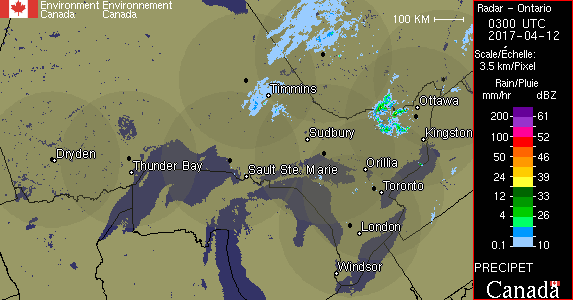 Environment Environnement
Canada Canada
100 KM
Timmins
Ottawa
Sudbury
Kingston
Dryden
Thunder Bay
Sault Ste. Marie
Orillia
Toronto
London
Windsor
Radar - Ontario
0300 UTC
2017-04-12
Scale/Échelle:
3.5 km/Pixel
Rain/Pluie
mm/hr dBZ
200 61
100 52
50 46
24 39
12 33
4 26
0.1 10
PRECIPET
Canada